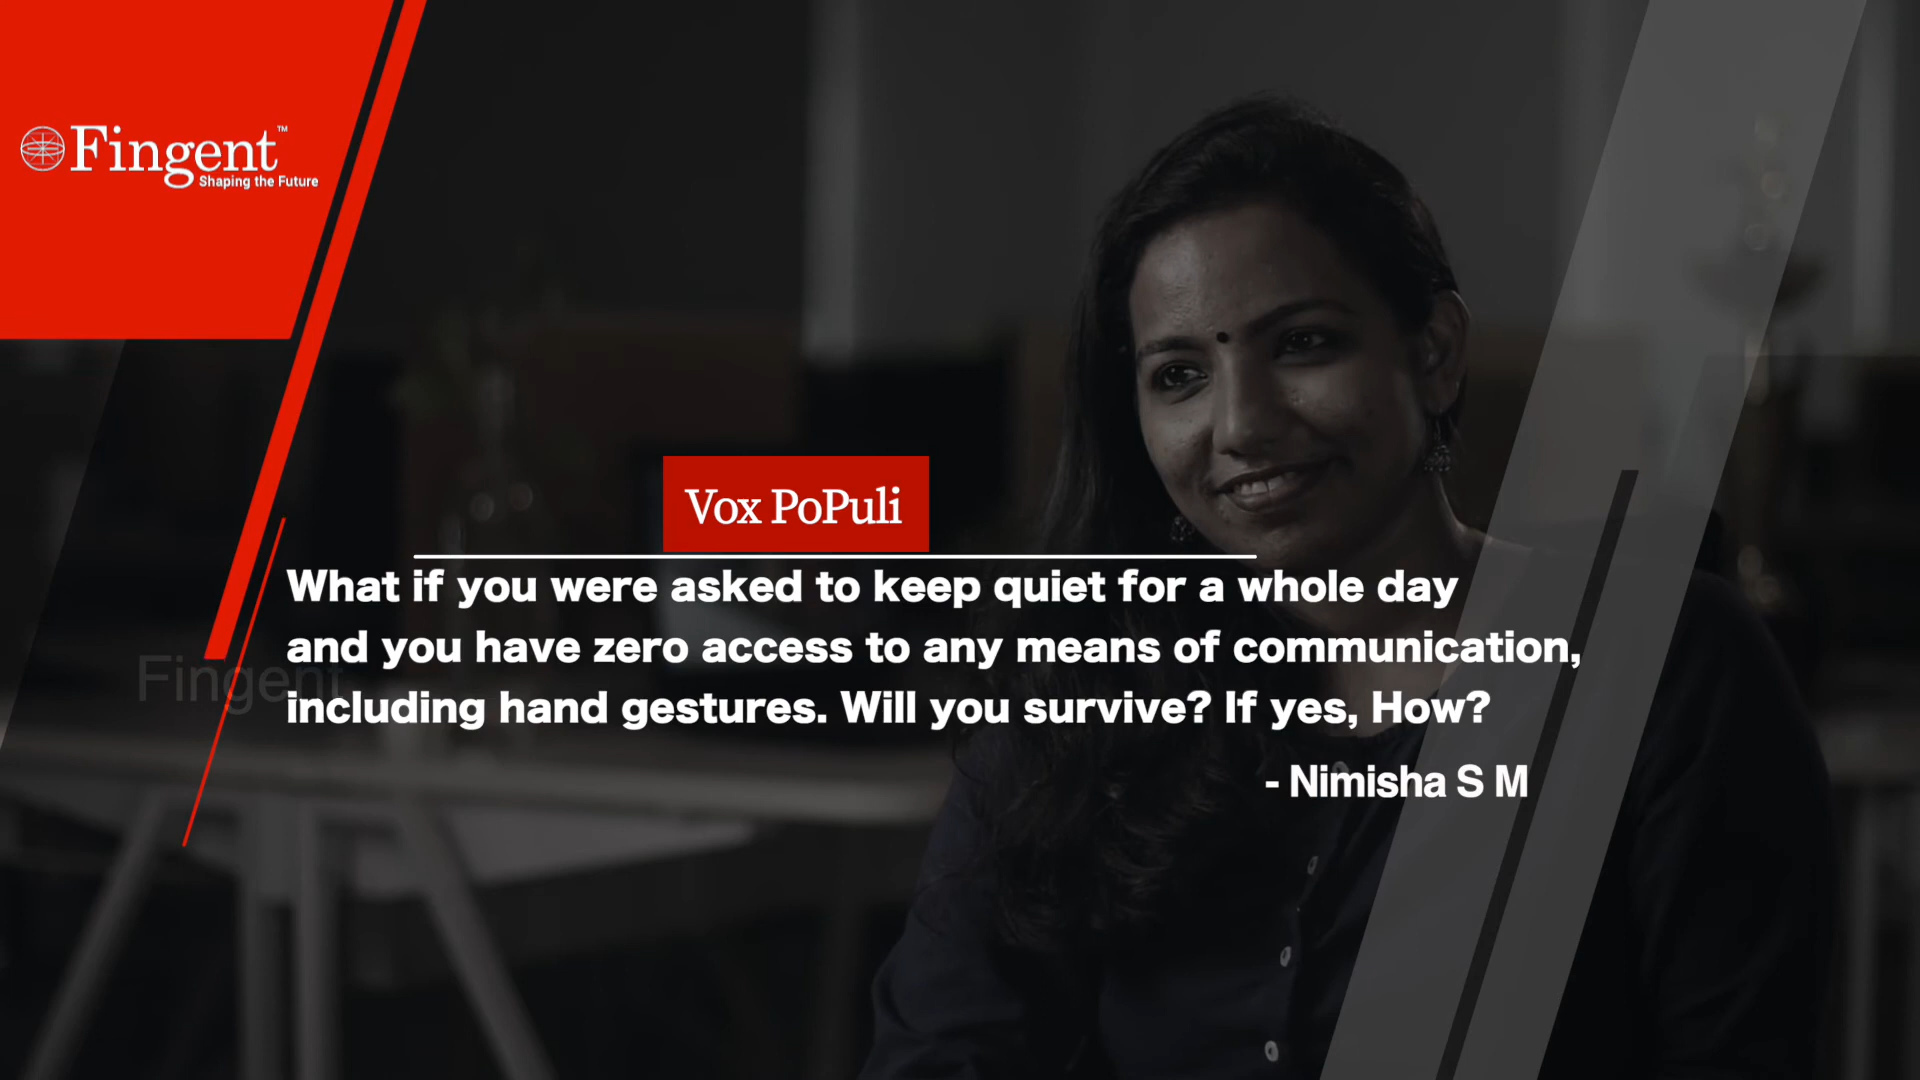 Fingent™
Shaping the Future
Vox PoPuli
What if you were asked to keep quiet for a whole day
and you have zero access to any means of communication,
Fingent
including hand gestures. Will you survive? If yes, How?
- Nimisha S M